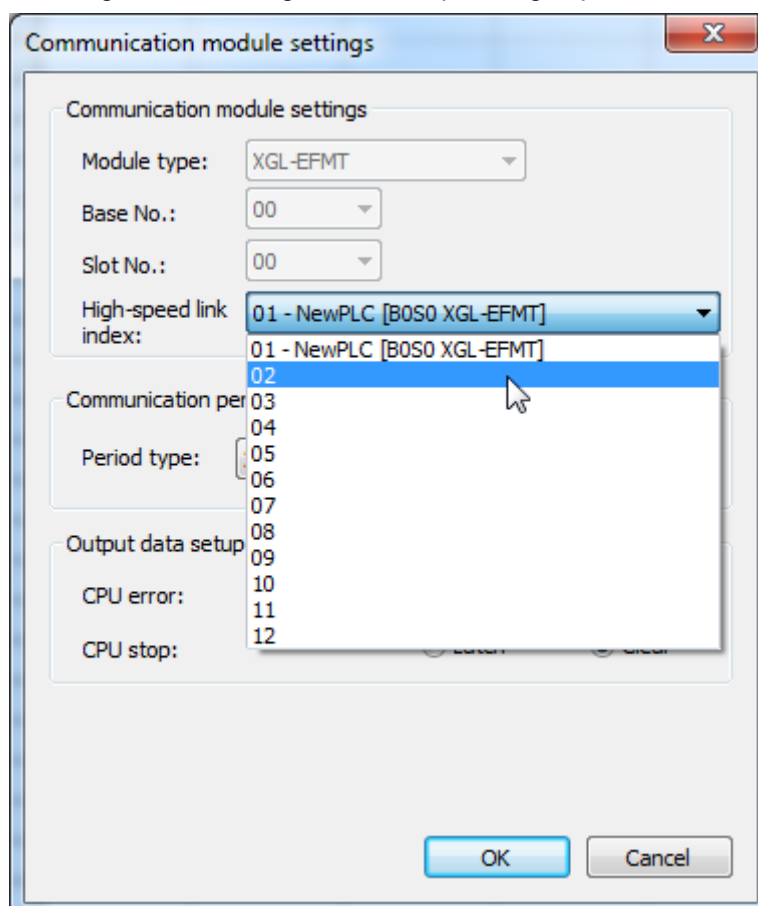 Communication module settings
Communication module settings
Module type: XGL-EFMT
Base No.: 00
Slot No.: 00
High-speed link index: 01 - NewPLC [B0S0 XGL-EFMT]
01 - NewPLC [B0S0 XGL-EFMT]
02
Communication per 03
04
Period type: 05
06
07
Output data setup 08
09
CPU error: 10
11
12
CPU stop: Latch Clear
OK Cancel